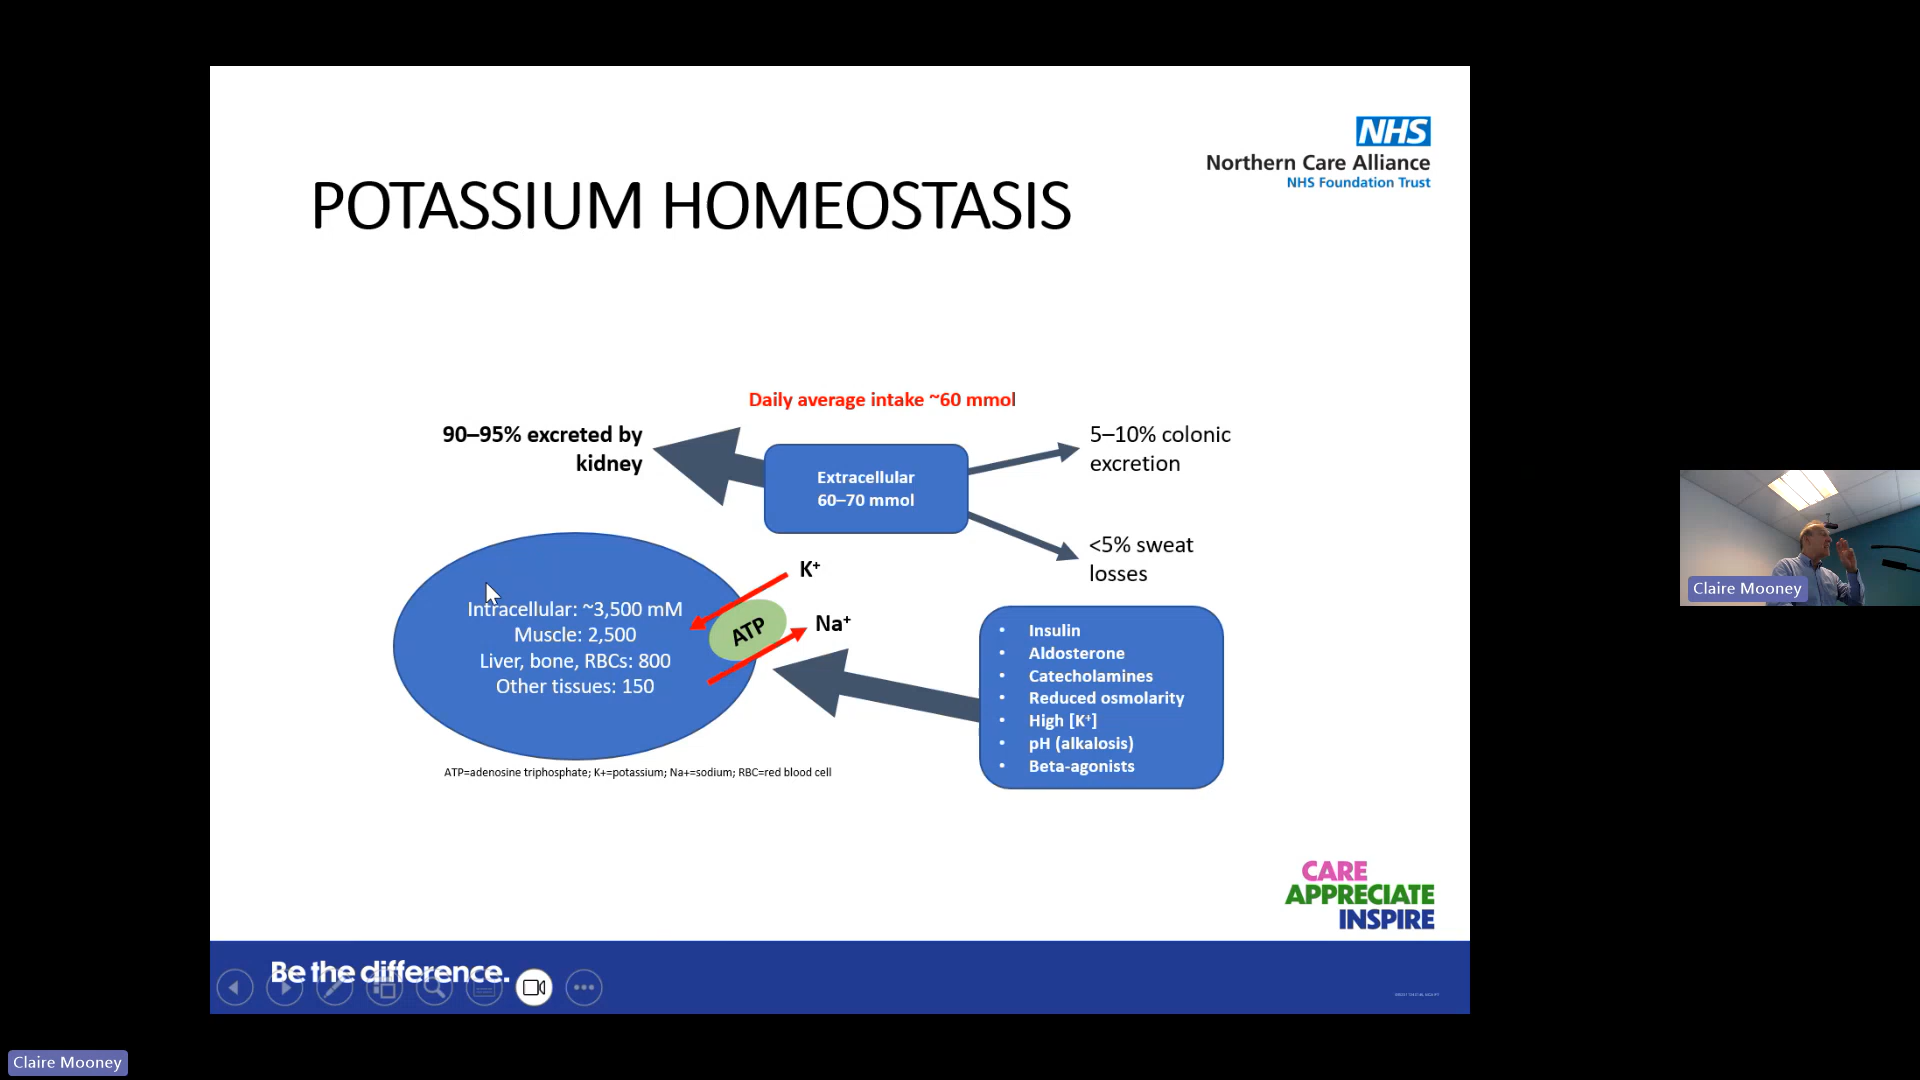 NHS
Northern Care Alliance
NHS Foundation Trust
POTASSIUM HOMEOSTASIS
Daily average intake ~60 mmol
90–95% excreted by
kidney
Extracellular
60–70 mmol
5–10% colonic
excretion
<5% sweat
losses
K⁺
Na⁺
ATP
Intracellular: ~3,500 mM
Muscle: 2,500
Liver, bone, RBCs: 800
Other tissues: 150
• Insulin
• Aldosterone
• Catecholamines
• Reduced osmolarity
• High [K⁺]
• pH (alkalosis)
• Beta-agonists
ATP=adenosine triphosphate; K+=potassium; Na+=sodium; RBC=red blood cell
CARE
APPRECIATE
INSPIRE
Be the difference.
Claire Mooney
Claire Mooney